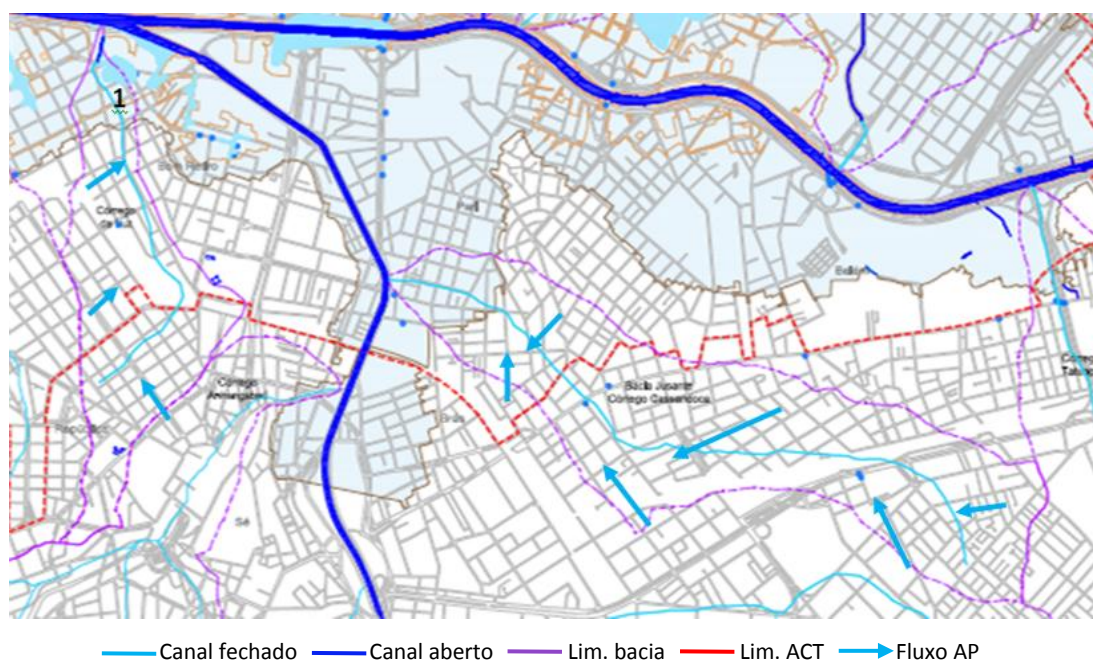 1
Bom Retiro
Pari
Córrego
Belém
Córrego
Anhangabaú
Bacia Jusante
Córrego Cassandoca
Córrego
República
Brás
Sé
Canal fechado Canal aberto Lim. bacia Lim. ACT Fluxo AP